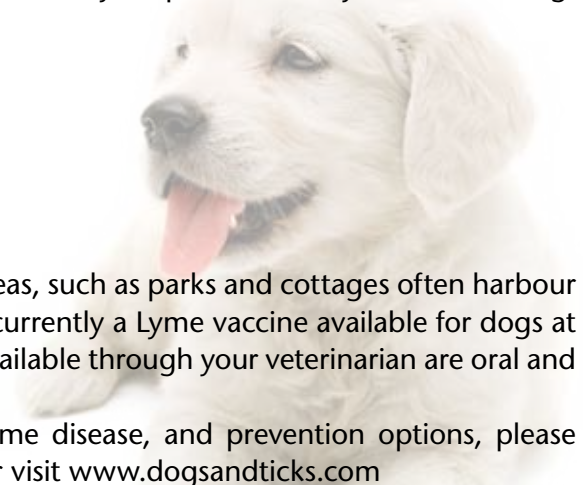 eas, such as parks and cottages often harbour
currently a Lyme vaccine available for dogs at
ailable through your veterinarian are oral and
me disease, and prevention options, please
r visit www.dogsandticks.com